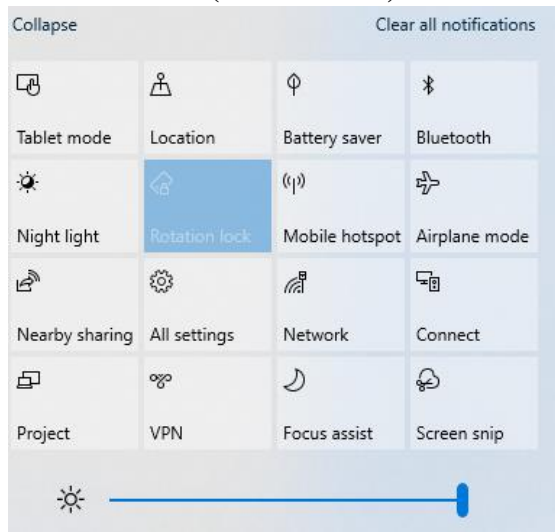 Collapse Clear all notifications
Tablet mode Location Battery saver Bluetooth
Night light Rotation lock Mobile hotspot Airplane mode
Nearby sharing All settings Network Connect
Project VPN Focus assist Screen snip